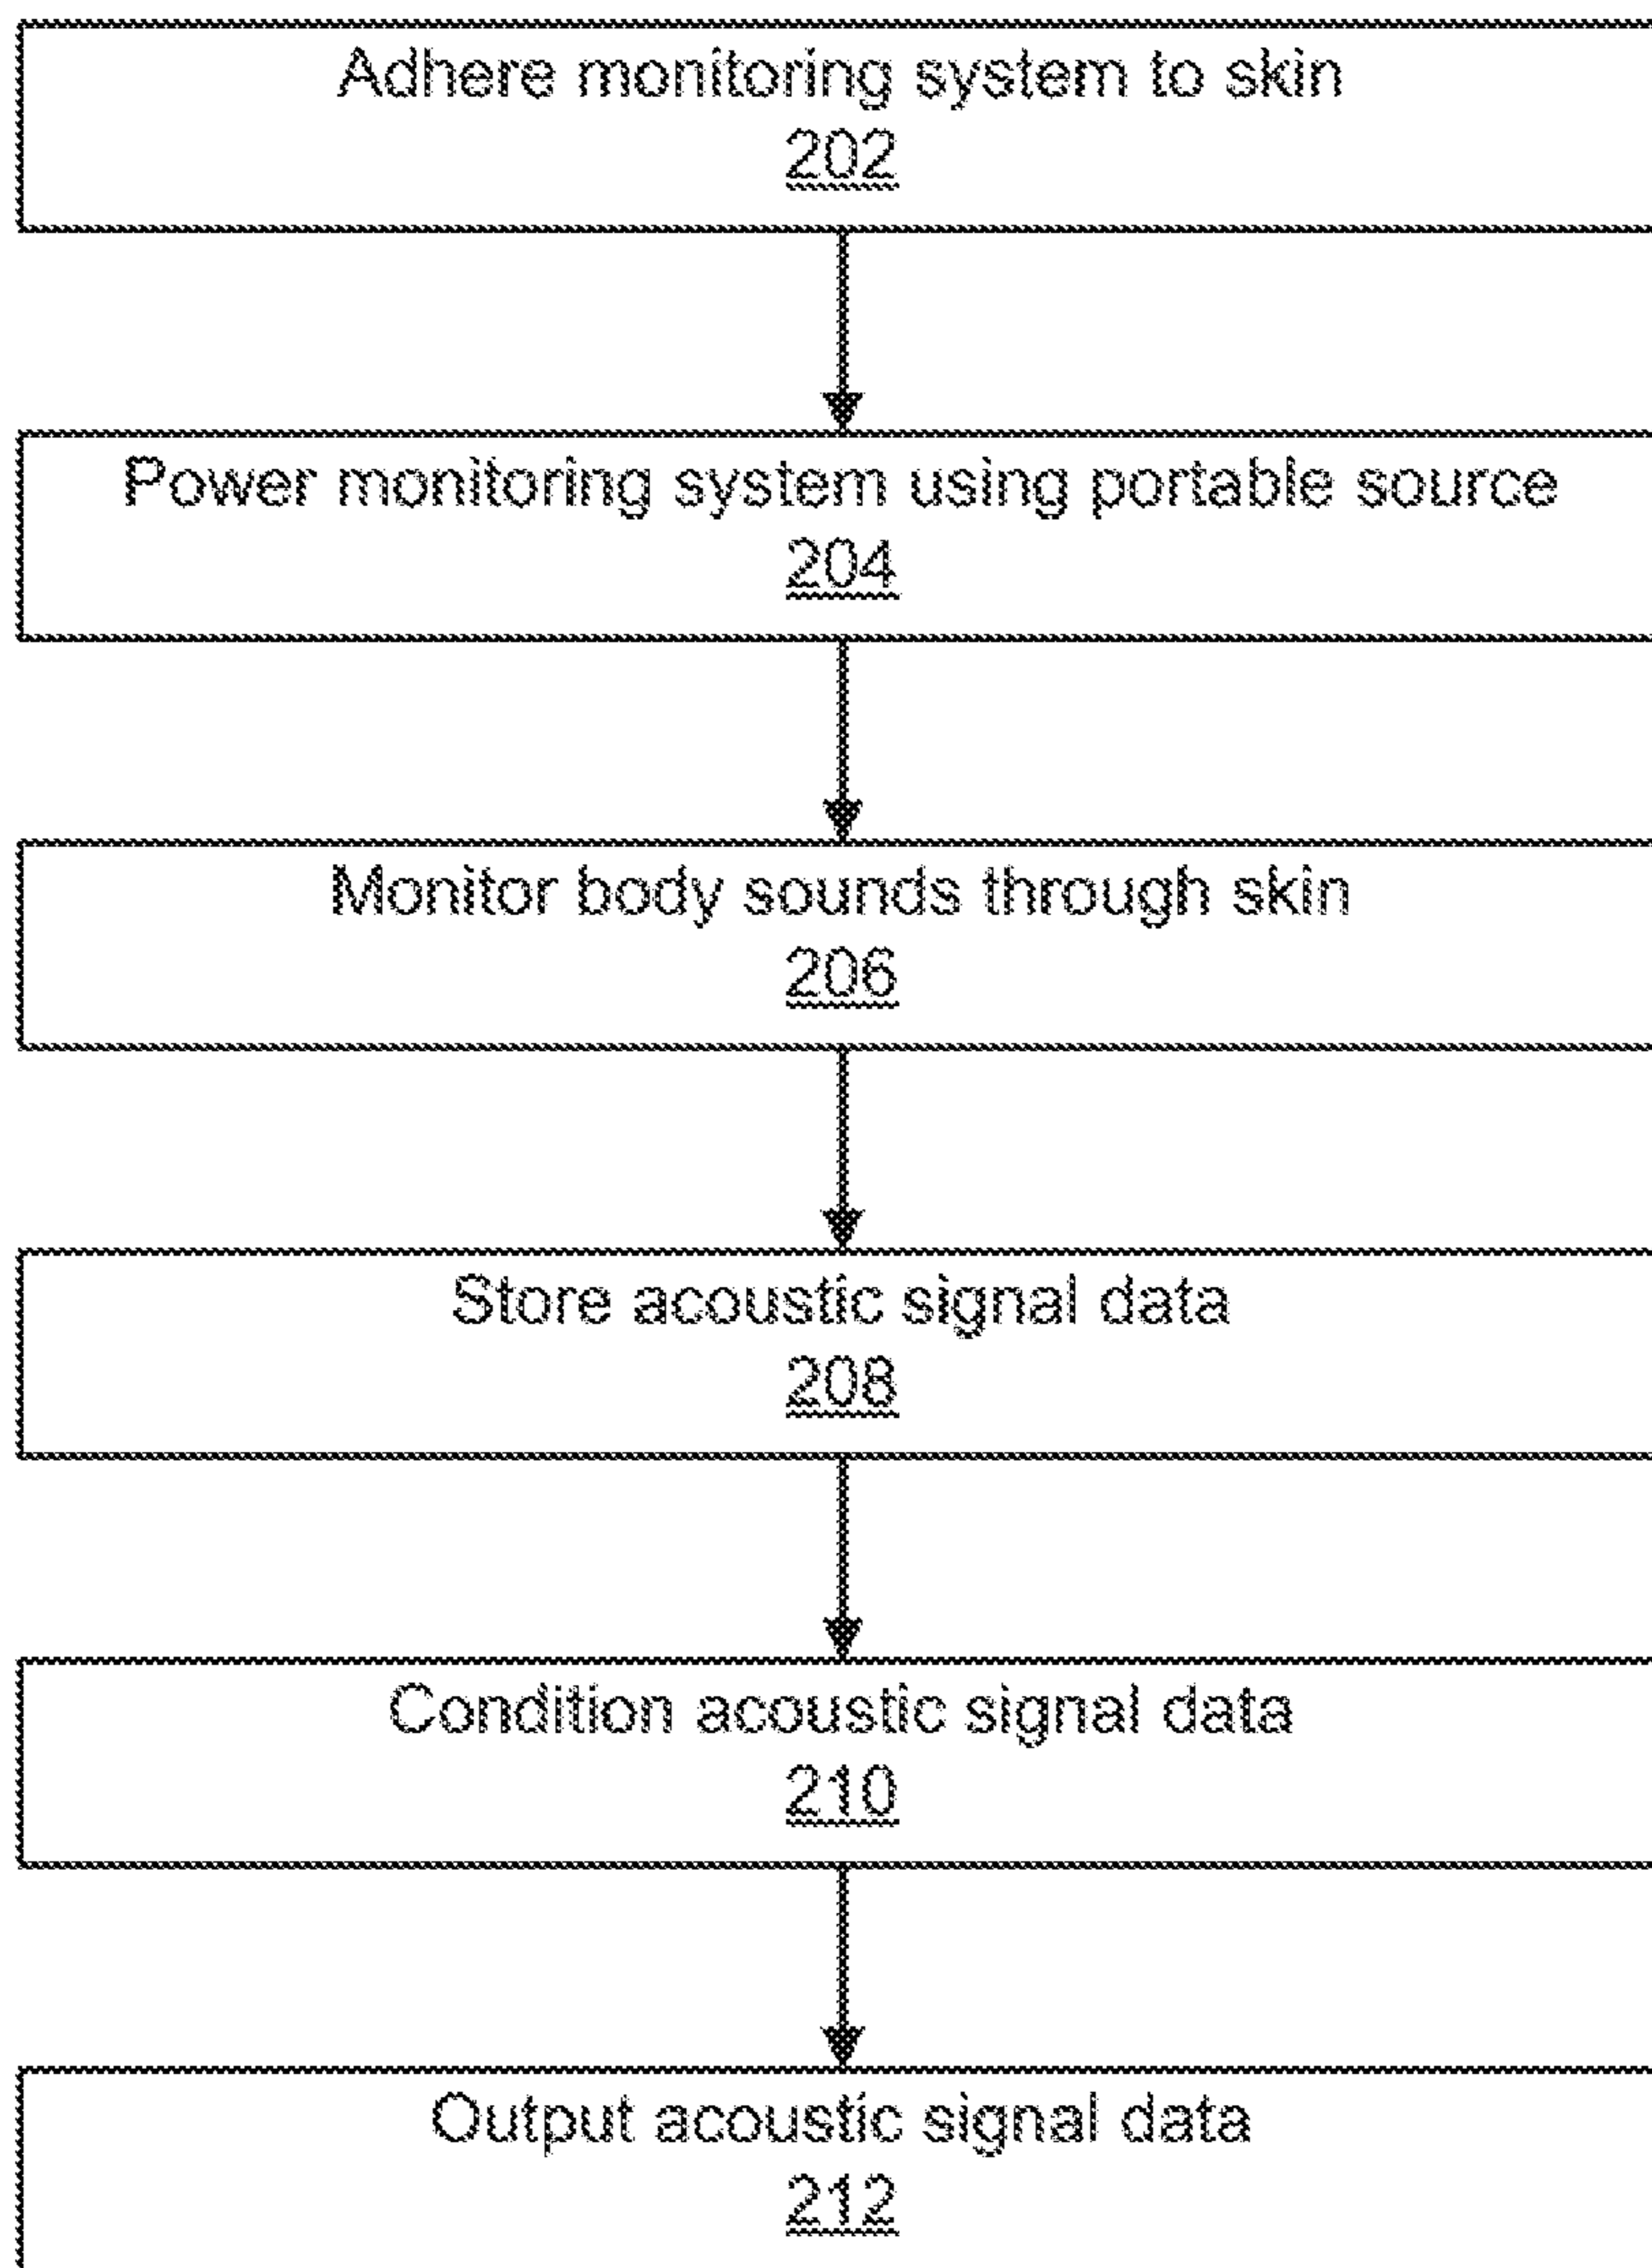 Adhere monitoring system to skin
202
Power monitoring system using portable source
204
Monitor body sounds through skin
206
Store acoustic signal data
208
Condition acoustic signal data
210
Output acoustic signal data
212